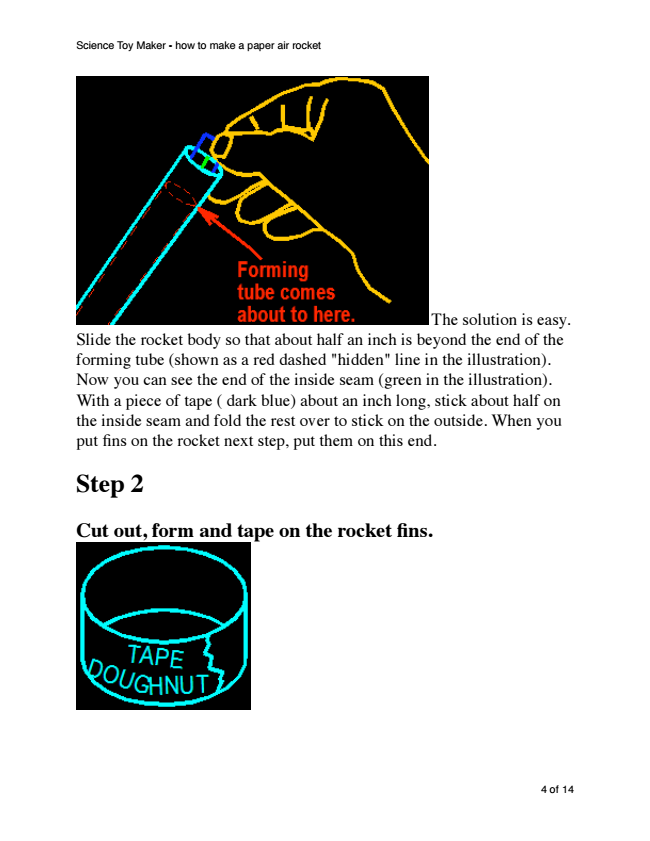 Science Toy Maker - how to make a paper air rocket
Forming
tube comes
about to here.
The solution is easy.
Slide the rocket body so that about half an inch is beyond the end of the
forming tube (shown as a red dashed "hidden" line in the illustration).
Now you can see the end of the inside seam (green in the illustration).
With a piece of tape ( dark blue) about an inch long, stick about half on
the inside seam and fold the rest over to stick on the outside. When you
put fins on the rocket next step, put them on this end.
Step 2
Cut out, form and tape on the rocket fins.
TAPE
DOUGHNUT
4 of 14